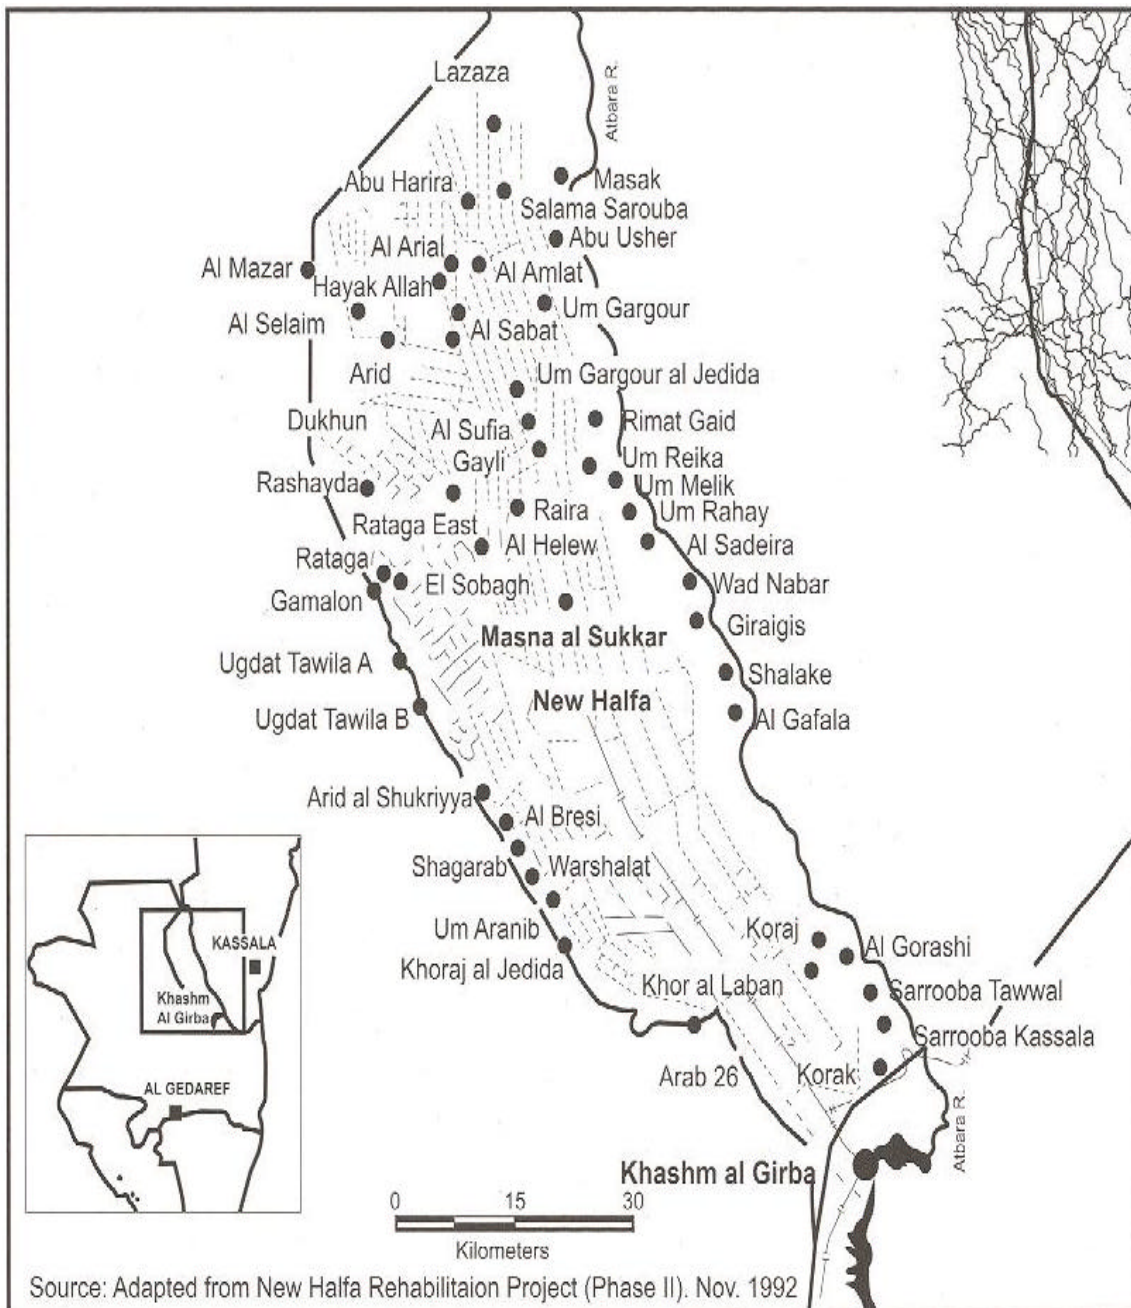 Lazaza
Atbara R.
Masak
Abu Harira
Salama Sarouba
Abu Usher
Al Arial
Al Mazar
Al Amlat
Hayak Allah
Um Gargour
Al Selaim
Al Sabat
Arid
Um Gargour al Jedida
Dukhun
Al Sufia
Rimat Gaid
Gayli
Um Reika
Rashayda
Um Melik
Raira
Um Rahay
Rataga East
Al Helew
Al Sadeira
Rataga
El Sobagh
Wad Nabar
Gamalon
Giraigis
Masna al Sukkar
Ugdat Tawila A
Shalake
New Halfa
Ugdat Tawila B
Al Gafala
Arid al Shukriyya
Al Bresi
Shagarab
Warshalat
Um Aranib
Koraj
Al Gorashi
Khoraj al Jedida
Khor al Laban
Sarrooba Tawwal
Sarrooba Kassala
Arab 26
Korak
Atbara R.
Khashm al Girba
KASSALA
Khashm
Al Girba
AL GEDAREF
0 15 30
Kilometers
Source: Adapted from New Halfa Rehabilitaion Project (Phase II). Nov. 1992